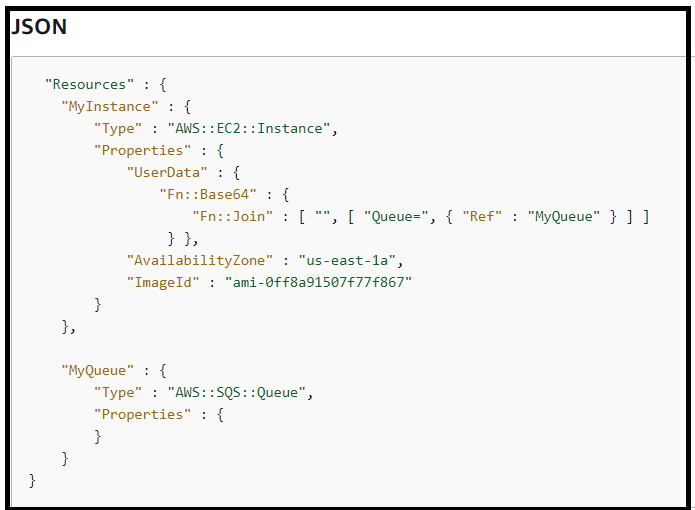 JSON
"Resources" : {
"MyInstance" : {
"Type" : "AWS::EC2::Instance",
"Properties" : {
"UserData" : {
"Fn::Base64" : {
"Fn::Join" : [ "", [ "Queue=", { "Ref" : "MyQueue" } ] ]
} },
"AvailabilityZone" : "us-east-1a",
"ImageId" : "ami-0ff8a91507f77f867"
}
},
"MyQueue" : {
"Type" : "AWS::SQS::Queue",
"Properties" : {
}
}
}